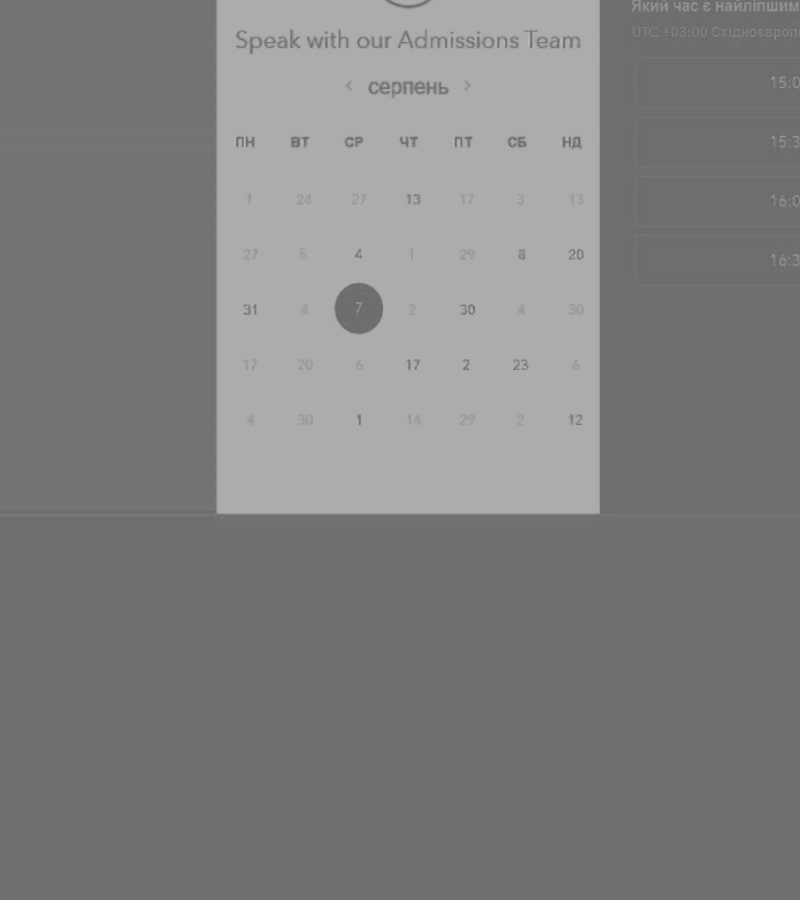 Speak with our Admissions Team
< серпень >
ПН ВТ СР ЧТ ПТ СБ НД
1 24 27 13 17 3 13
27 5 4 1 29 8 20
31 4 7 2 30 4 30
17 20 6 17 2 23 6
4 30 1 14 29 2 12
Який час є найліпшим
UTC +03:00 Східноєвроп
15:0
15:3
16:0
16:3